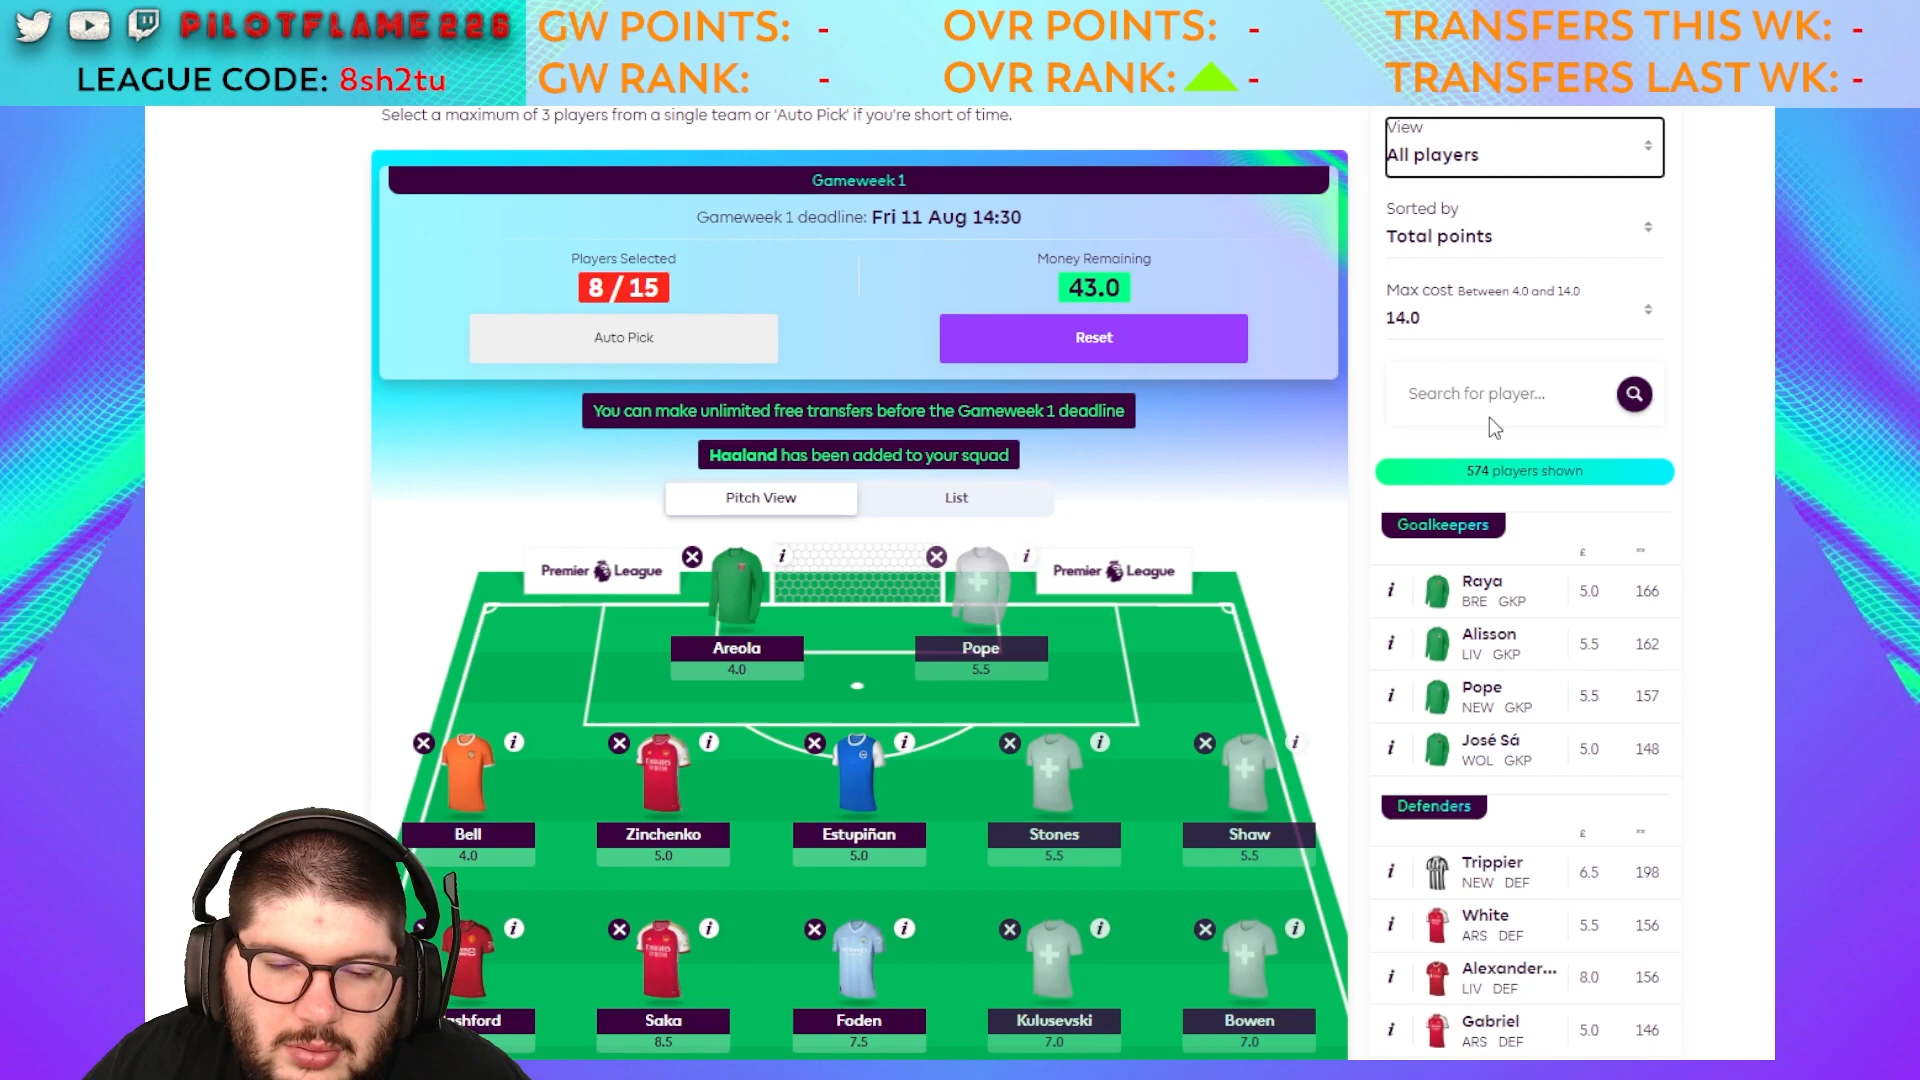 PILOTFLAME226
LEAGUE CODE: 8sh2tu
GW POINTS: -
GW RANK: -
OVR POINTS: -
OVR RANK: -
TRANSFERS THIS WK: -
TRANSFERS LAST WK: -
Select a maximum of 3 players from a single team or 'Auto Pick' if you're short of time.
Gameweek 1
Gameweek 1 deadline: Fri 11 Aug 14:30
Players Selected
8 / 15
Money Remaining
43.0
Auto Pick
Reset
You can make unlimited free transfers before the Gameweek 1 deadline
Haaland has been added to your squad
Pitch View
List
Premier League
Premier League
Areola
4.0
Pope
5.5
Bell
4.0
Zinchenko
5.0
Estupiñan
5.0
Stones
5.5
Shaw
5.5
shford
Saka
8.5
Foden
7.5
Kulusevski
7.0
Bowen
7.0
View
All players
Sorted by
Total points
Max cost Between 4.0 and 14.0
14.0
Search for player...
574 players shown
Goalkeepers
£ **
Raya
BRE GKP 5.0 166
Alisson
LIV GKP 5.5 162
Pope
NEW GKP 5.5 157
José Sá
WOL GKP 5.0 148
Defenders
£ **
Trippier
NEW DEF 6.5 198
White
ARS DEF 5.5 156
Alexander...
LIV DEF 8.0 156
Gabriel
ARS DEF 5.0 146